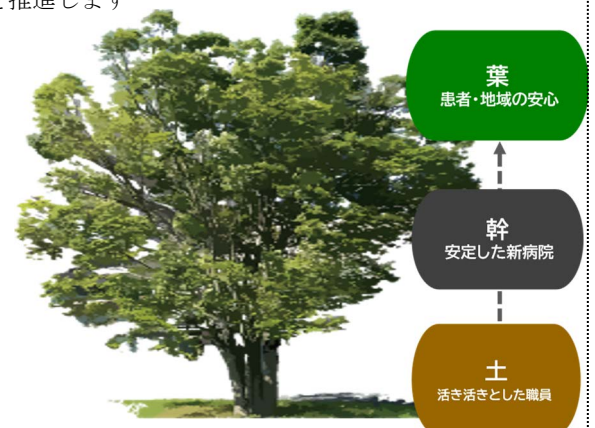 と推進します
葉
患者・地域の安心
幹
安定した新病院
土
活き活きとした職員